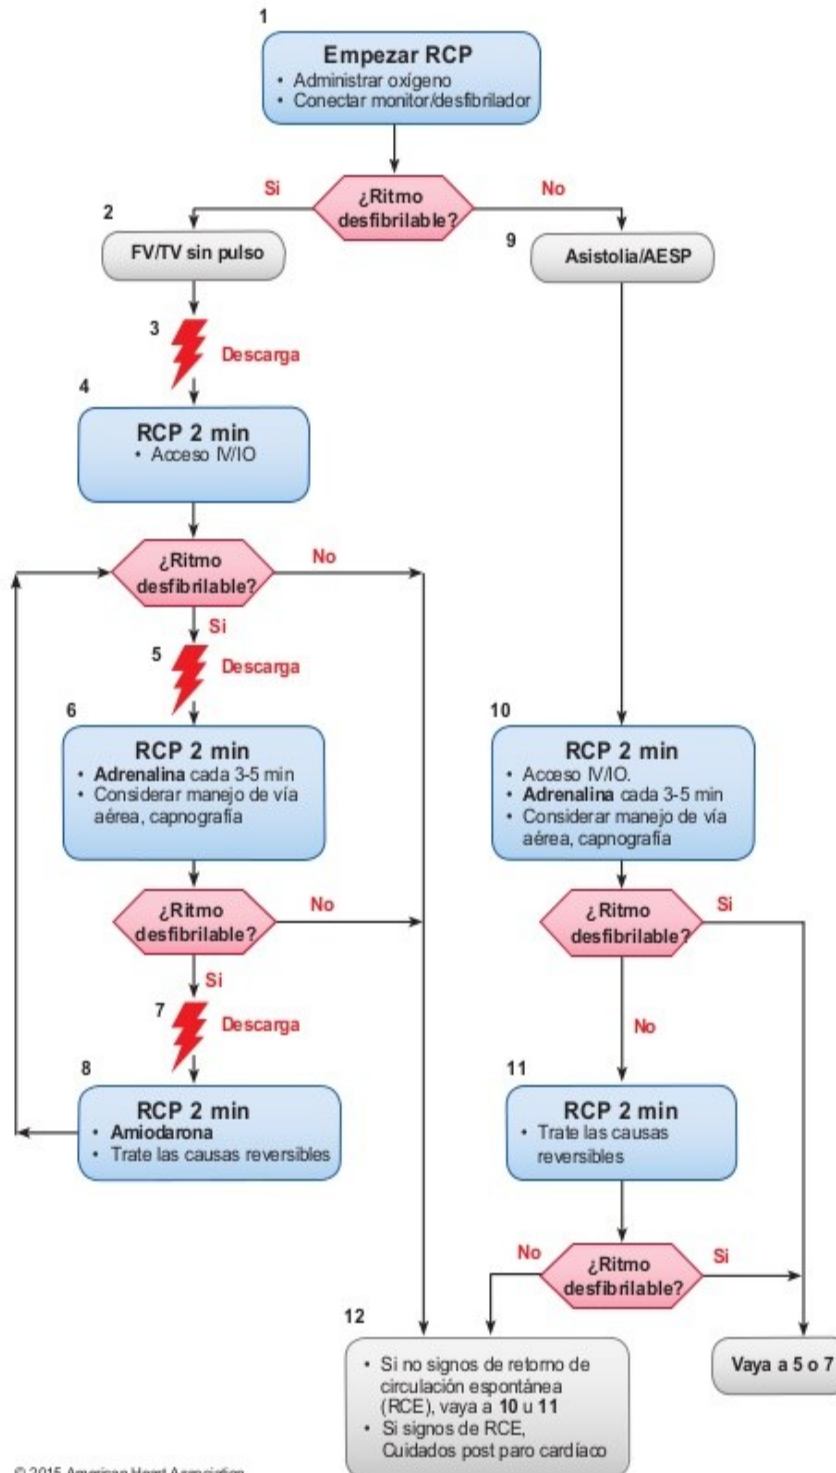 1
Empezar RCP
• Administrar oxígeno
• Conectar monitor/desfibrilador
¿Ritmo
desfibrilable?
Si
No
2
FV/TV sin pulso
9
Asistolia/AESP
3
Descarga
4
RCP 2 min
• Acceso IV/IO
¿Ritmo
desfibrilable?
No
Si
5
Descarga
6
RCP 2 min
• Adrenalina cada 3-5 min
• Considerar manejo de vía
aérea, capnografía
10
RCP 2 min
• Acceso IV/IO.
• Adrenalina cada 3-5 min
• Considerar manejo de vía
aérea, capnografía
¿Ritmo
desfibrilable?
No
Si
¿Ritmo
desfibrilable?
Si
No
7
Descarga
8
RCP 2 min
• Amiodarona
• Trate las causas reversibles
11
RCP 2 min
• Trate las causas
reversibles
¿Ritmo
desfibrilable?
No
Si
12
• Si no signos de retorno de
circulación espontánea
(RCE), vaya a 10 u 11
• Si signos de RCE,
Cuidados post paro cardíaco
Vaya a 5 o 7
© 2015 American Heart Association